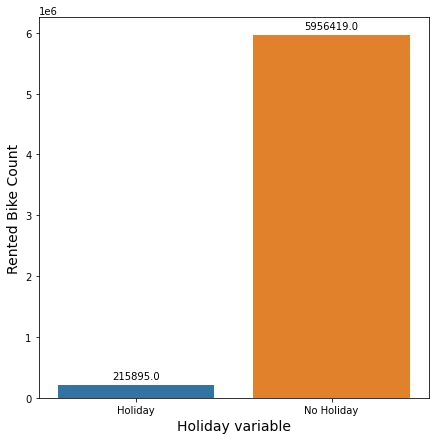 1e6
5956419.0
6
5
4
3
2
1
0
Rented Bike Count
215895.0
Holiday
No Holiday
Holiday variable